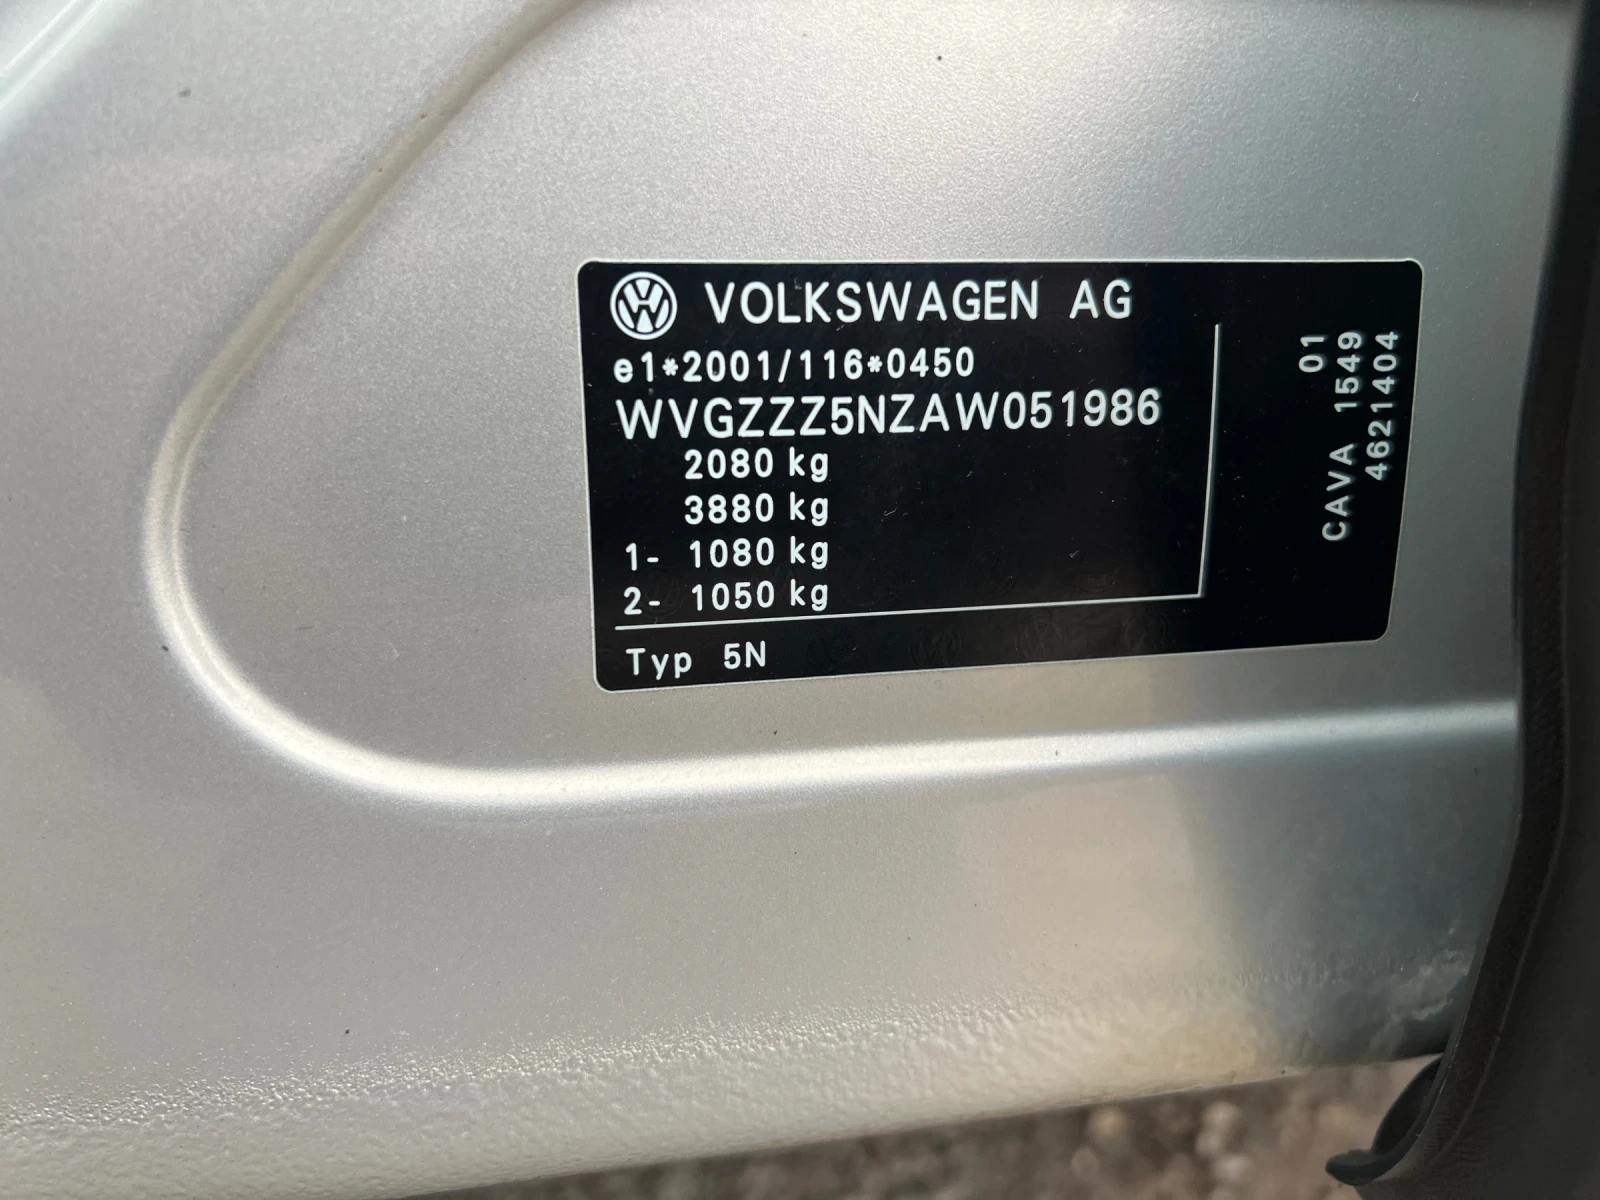 VOLKSWAGEN AG
e1*2001/116*0450
WVGZZZ5NZAW051986
2080 kg
3880 kg
1- 1080 kg
2- 1050 kg
Typ 5N
01
CAVA 1549
4621404